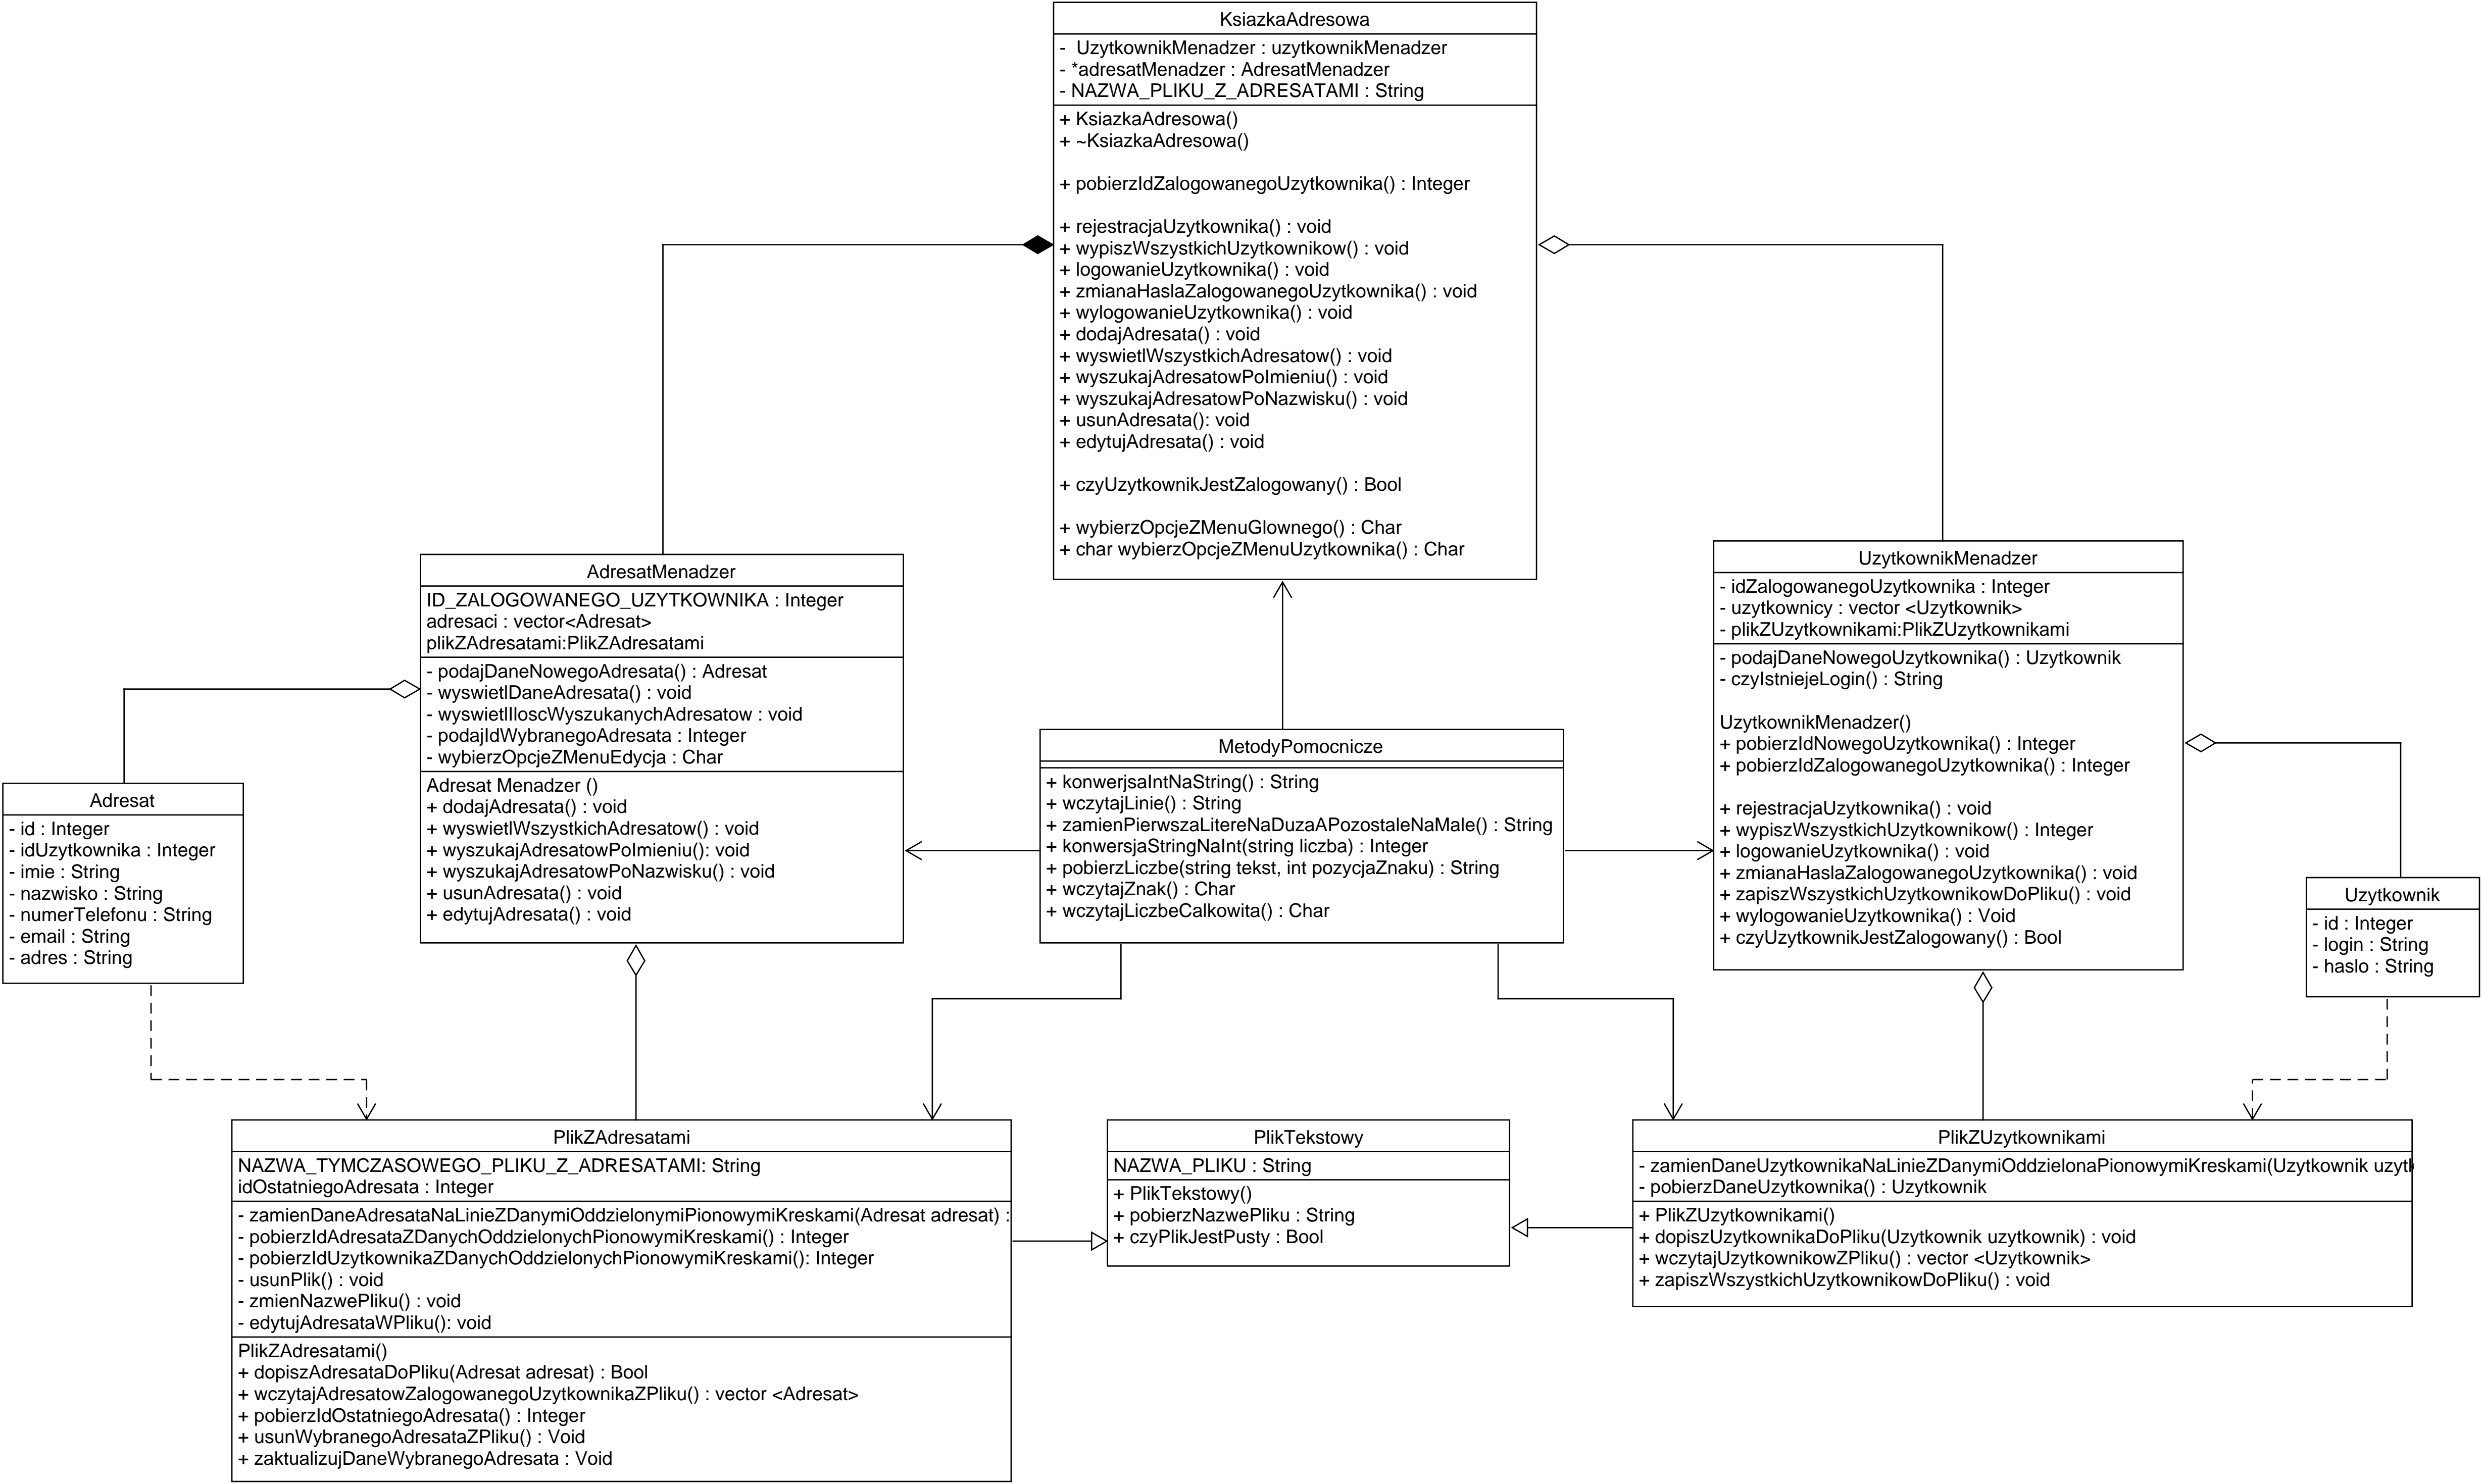 KsiazkaAdresowa
-  UzytkownikMenadzer : uzytkownikMenadzer
- *adresatMenadzer : AdresatMenadzer
- NAZWA_PLIKU_Z_ADRESATAMI : String
+ KsiazkaAdresowa()
+ ~KsiazkaAdresowa()
+ pobierzIdZalogowanegoUzytkownika() : Integer
+ rejestracjaUzytkownika() : void
+ wypiszWszystkichUzytkownikow() : void
+ logowanieUzytkownika() : void
+ zmianaHaslaZalogowanegoUzytkownika() : void
+ wylogowanieUzytkownika() : void
+ dodajAdresata() : void
+ wyswietlWszystkichAdresatow() : void
+ wyszukajAdresatowPoImieniu() : void
+ wyszukajAdresatowPoNazwisku() : void
+ usunAdresata(): void
+ edytujAdresata() : void
+ czyUzytkownikJestZalogowany() : Bool
+ wybierzOpcjeZMenuGlownego() : Char
+ char wybierzOpcjeZMenuUzytkownika() : Char
AdresatMenadzer
ID_ZALOGOWANEGO_UZYTKOWNIKA : Integer
adresaci : vector<Adresat>
plikZAdresatami:PlikZAdresatami
- podajDaneNowegoAdresata() : Adresat
- wyswietlDaneAdresata() : void
- wyswietlIloscWyszukanychAdresatow : void
- podajIdWybranegoAdresata : Integer
- wybierzOpcjeZMenuEdycja : Char
Adresat Menadzer ()
+ dodajAdresata() : void
+ wyswietlWszystkichAdresatow() : void
+ wyszukajAdresatowPoImieniu(): void
+ wyszukajAdresatowPoNazwisku() : void
+ usunAdresata() : void
+ edytujAdresata() : void
UzytkownikMenadzer
- idZalogowanegoUzytkownika : Integer
- uzytkownicy : vector <Uzytkownik>
- plikZUzytkownikami:PlikZUzytkownikami
- podajDaneNowegoUzytkownika() : Uzytkownik
- czyIstniejeLogin() : String
UzytkownikMenadzer()
+ pobierzIdNowegoUzytkownika() : Integer
+ pobierzIdZalogowanegoUzytkownika() : Integer
+ rejestracjaUzytkownika() : void
+ wypiszWszystkichUzytkownikow() : Integer
+ logowanieUzytkownika() : void
+ zmianaHaslaZalogowanegoUzytkownika() : void
+ zapiszWszystkichUzytkownikowDoPliku() : void
+ wylogowanieUzytkownika() : Void
+ czyUzytkownikJestZalogowany() : Bool
MetodyPomocnicze
+ konwerjsaIntNaString() : String
+ wczytajLinie() : String
+ zamienPierwszaLitereNaDuzaAPozostaleNaMale() : String
+ konwersjaStringNaInt(string liczba) : Integer
+ pobierzLiczbe(string tekst, int pozycjaZnaku) : String
+ wczytajZnak() : Char
+ wczytajLiczbeCalkowita() : Char
Adresat
- id : Integer
- idUzytkownika : Integer
- imie : String
- nazwisko : String
- numerTelefonu : String
- email : String
- adres : String
Uzytkownik
- id : Integer
- login : String
- haslo : String
PlikZAdresatami
NAZWA_TYMCZASOWEGO_PLIKU_Z_ADRESATAMI: String
idOstatniegoAdresata : Integer
- zamienDaneAdresataNaLinieZDanymiOddzielonymiPionowymiKreskami(Adresat adresat) :
- pobierzIdAdresataZDanychOddzielonychPionowymiKreskami() : Integer
- pobierzIdUzytkownikaZDanychOddzielonychPionowymiKreskami(): Integer
- usunPlik() : void
- zmienNazwePliku() : void
- edytujAdresataWPliku(): void
PlikZAdresatami()
+ dopiszAdresataDoPliku(Adresat adresat) : Bool
+ wczytajAdresatowZalogowanegoUzytkownikaZPliku() : vector <Adresat>
+ pobierzIdOstatniegoAdresata() : Integer
+ usunWybranegoAdresataZPliku() : Void
+ zaktualizujDaneWybranegoAdresata : Void
PlikTekstowy
NAZWA_PLIKU : String
+ PlikTekstowy()
+ pobierzNazwePliku : String
+ czyPlikJestPusty : Bool
PlikZUzytkownikami
- zamienDaneUzytkownikaNaLinieZDanymiOddzielonaPionowymiKreskami(Uzytkownik
- pobierzDaneUzytkownika() : Uzytkownik
+ PlikZUzytkownikami()
+ dopiszUzytkownikaDoPliku(Uzytkownik uzytkownik) : void
+ wczytajUzytkownikowZPliku() : vector <Uzytkownik>
+ zapiszWszystkichUzytkownikowDoPliku() : void